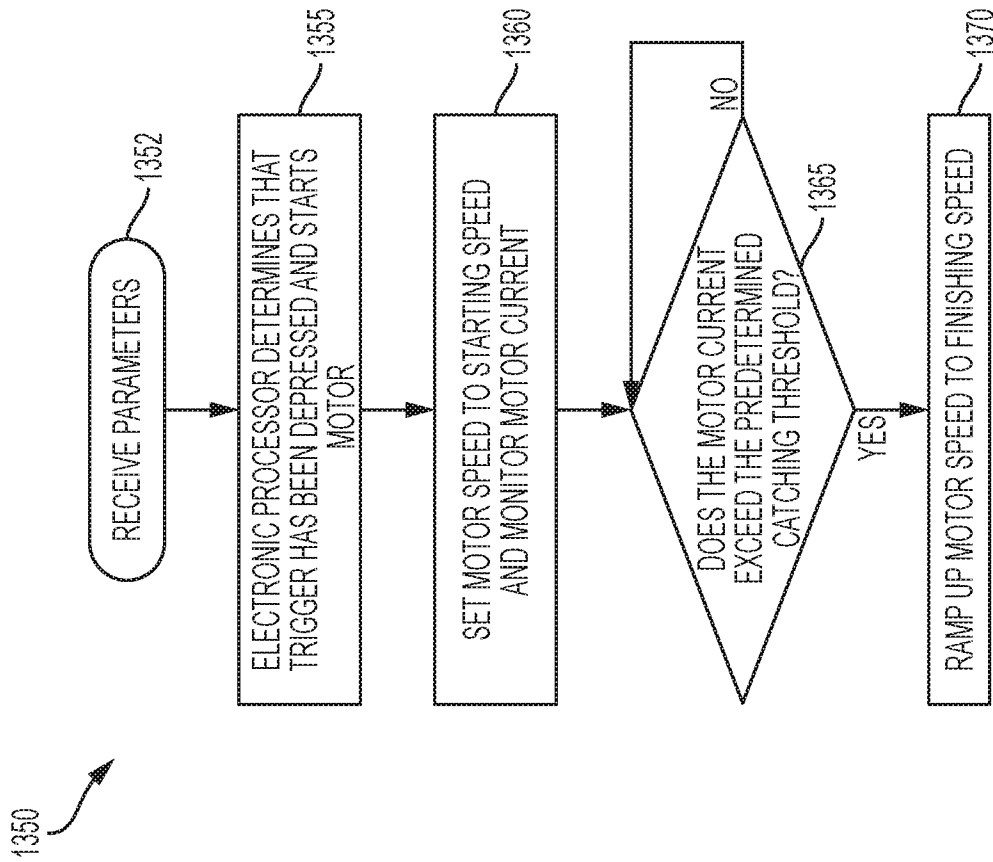 1350
RECEIVE PARAMETERS
1352
ELECTRONIC PROCESSOR DETERMINES THAT
TRIGGER HAS BEEN DEPRESSED AND STARTS
MOTOR
1355
SET MOTOR SPEED TO STARTING SPEED
AND MONITOR MOTOR CURRENT
1360
DOES THE MOTOR CURRENT
EXCEED THE PREDETERMINED
CATCHING THRESHOLD?
1365
NO
YES
RAMP UP MOTOR SPEED TO FINISHING SPEED
1370